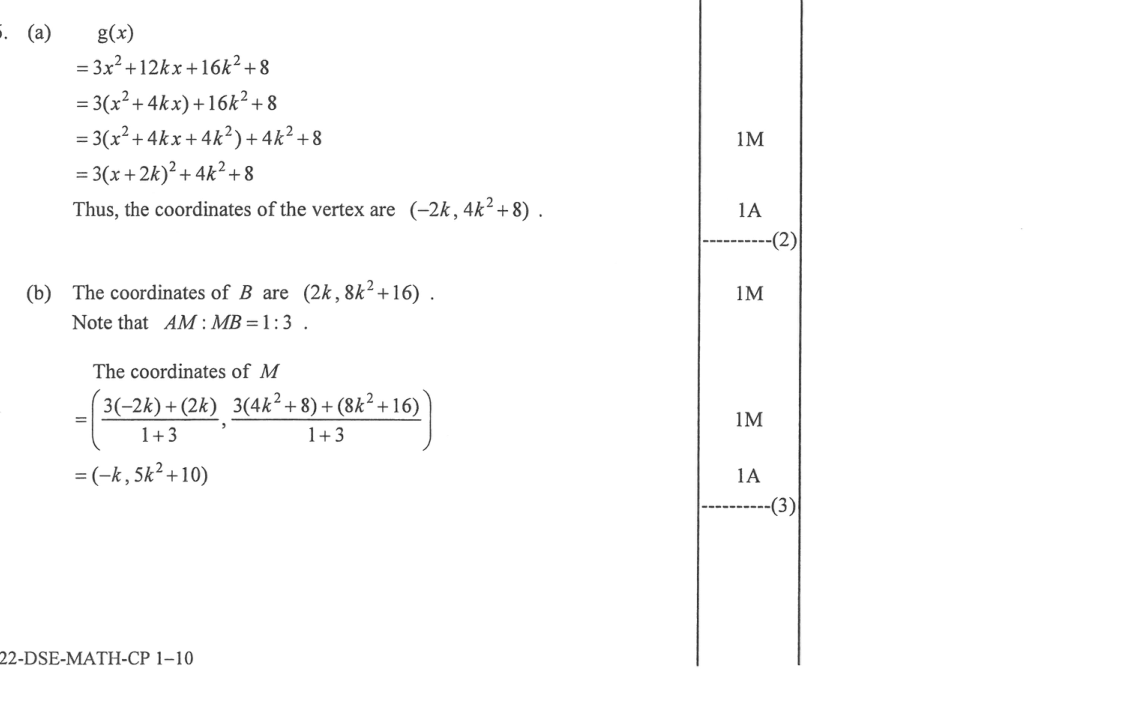 5. (a) g(x)
= 3x² + 12kx + 16k² + 8
= 3(x² + 4kx) + 16k² + 8
= 3(x² + 4kx + 4k²) + 4k² + 8 1M
= 3(x + 2k)² + 4k² + 8
Thus, the coordinates of the vertex are (−2k, 4k² + 8) . 1A
----------(2)
(b) The coordinates of B are (2k, 8k² + 16) . 1M
Note that AM : MB = 1 : 3 .
The coordinates of M
= ( (3(−2k) + (2k))/(1+3) , (3(4k² + 8) + (8k² + 16))/(1+3) ) 1M
= (−k, 5k² + 10) 1A
----------(3)
22-DSE-MATH-CP 1−10